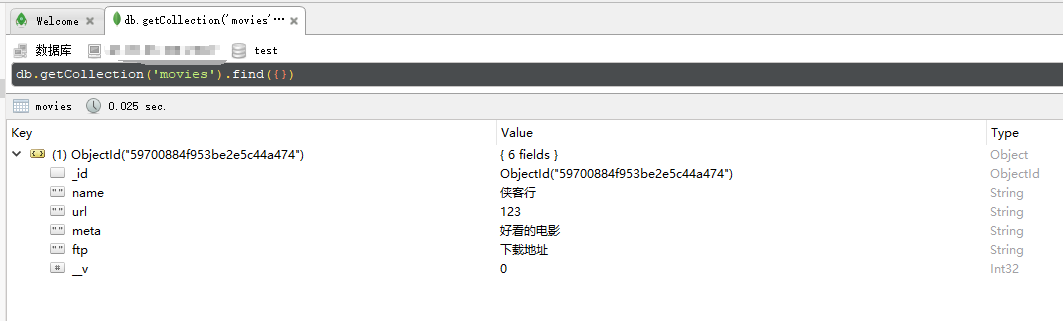 Welcome db.getCollection('movies'...
数据库 test
db.getCollection('movies').find({})
movies 0.025 sec.
Key Value Type
(1) ObjectId("59700884f953be2e5c44a474") { 6 fields } Object
_id ObjectId("59700884f953be2e5c44a474") ObjectId
name 侠客行 String
url 123 String
meta 好看的电影 String
ftp 下载地址 String
__v 0 Int32